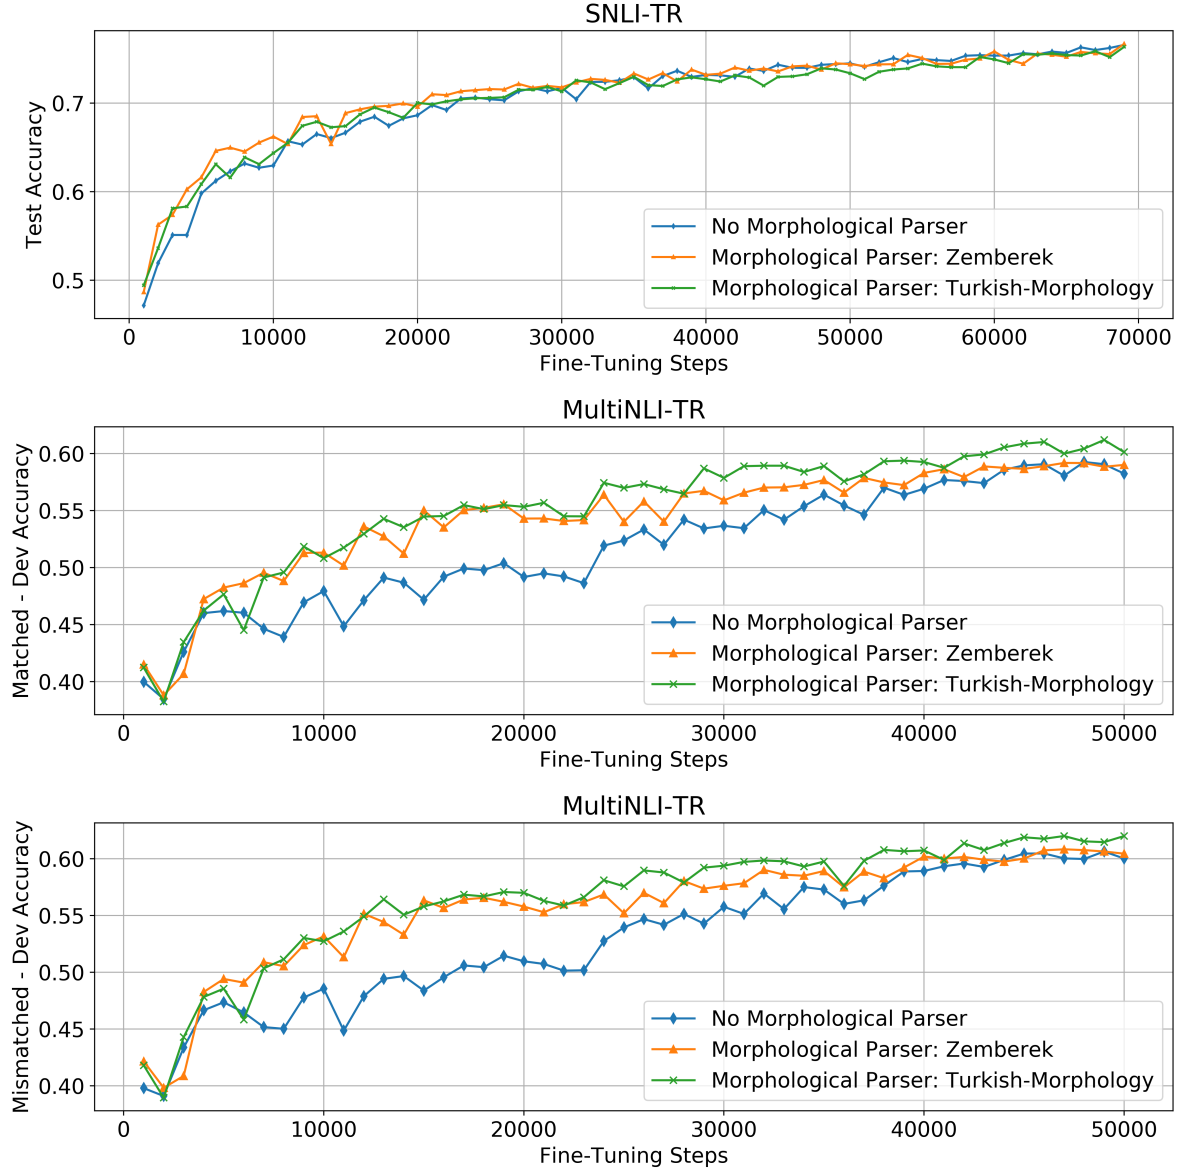 SNLI-TR
Test Accuracy
0.7
0.6
0.5
No Morphological Parser
Morphological Parser: Zemberek
Morphological Parser: Turkish-Morphology
0 10000 20000 30000 40000 50000 60000 70000
Fine-Tuning Steps
MultiNLI-TR
Matched - Dev Accuracy
0.60
0.55
0.50
0.45
0.40
No Morphological Parser
Morphological Parser: Zemberek
Morphological Parser: Turkish-Morphology
0 10000 20000 30000 40000 50000
Fine-Tuning Steps
MultiNLI-TR
Mismatched - Dev Accuracy
0.60
0.55
0.50
0.45
0.40
No Morphological Parser
Morphological Parser: Zemberek
Morphological Parser: Turkish-Morphology
0 10000 20000 30000 40000 50000
Fine-Tuning Steps